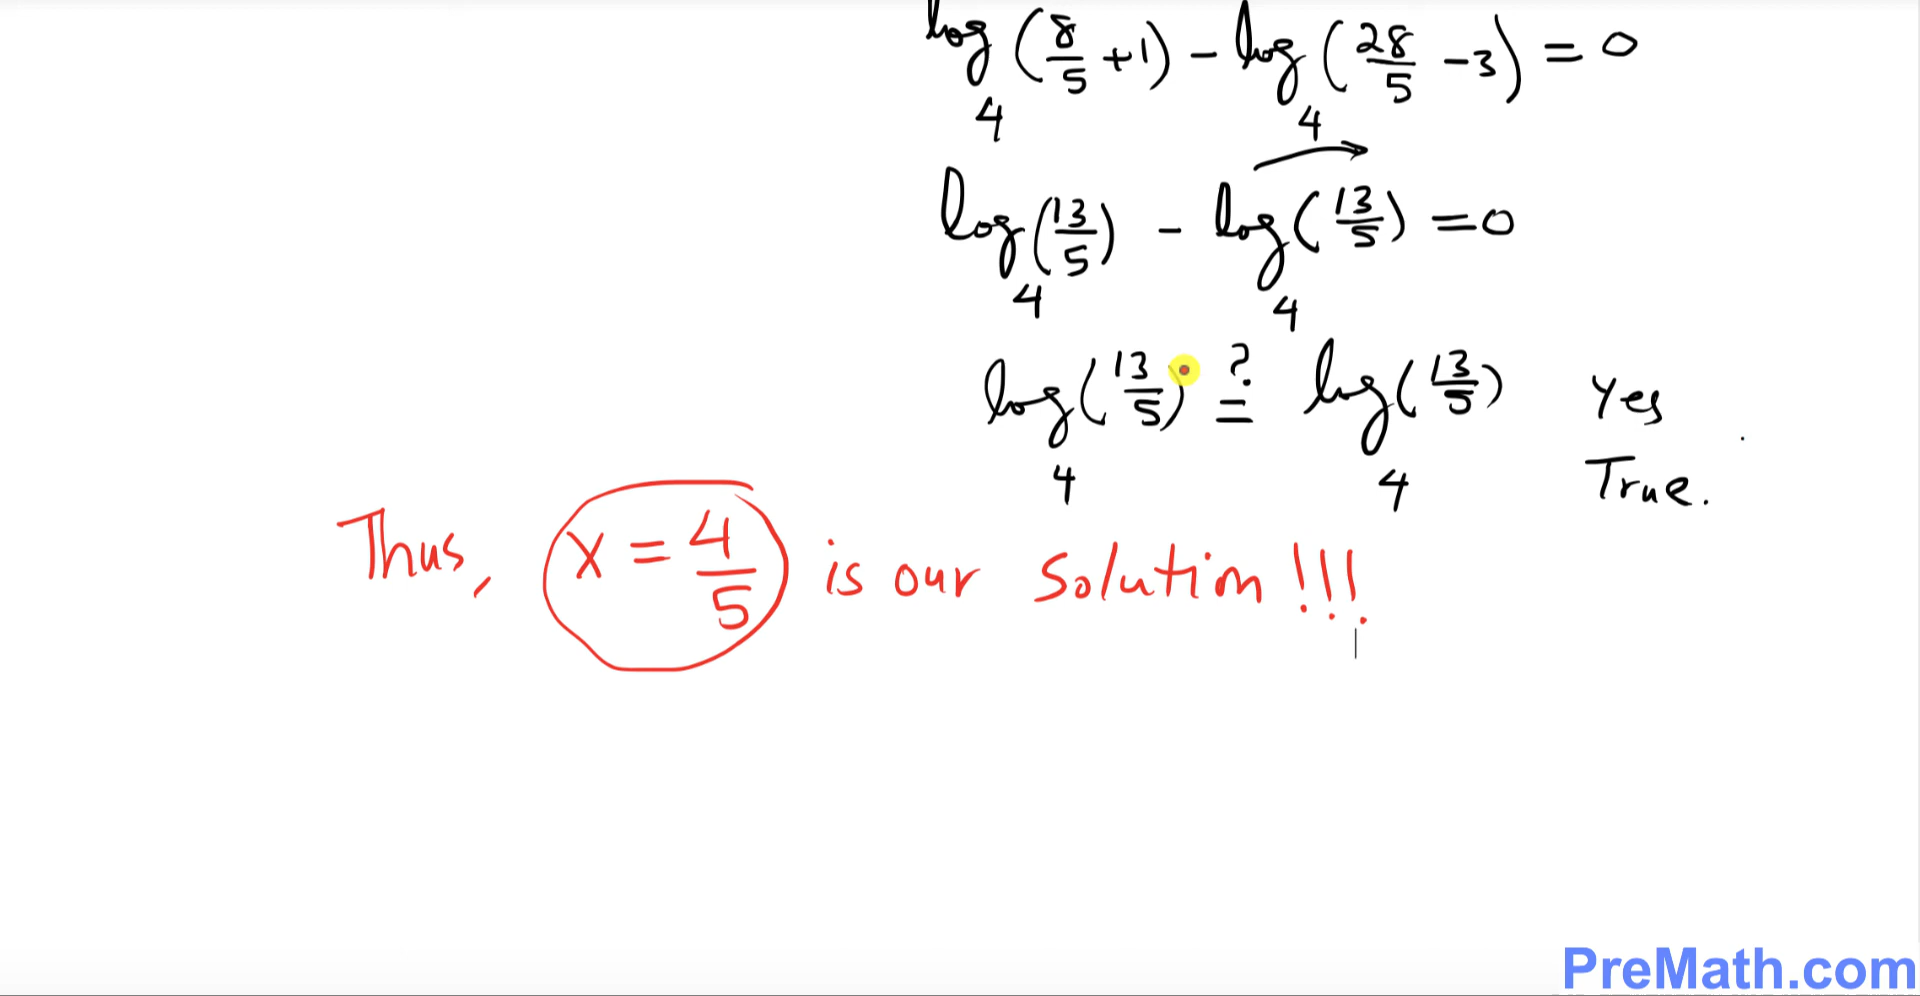 log₄(8/5 + 1) - log₄(28/5 - 3) = 0
log₄(13/5) - log₄(13/5) = 0
log₄(13/5) ≟ log₄(13/5) Yes
True.
Thus, x = 4/5 is our solution!!!
PreMath.com